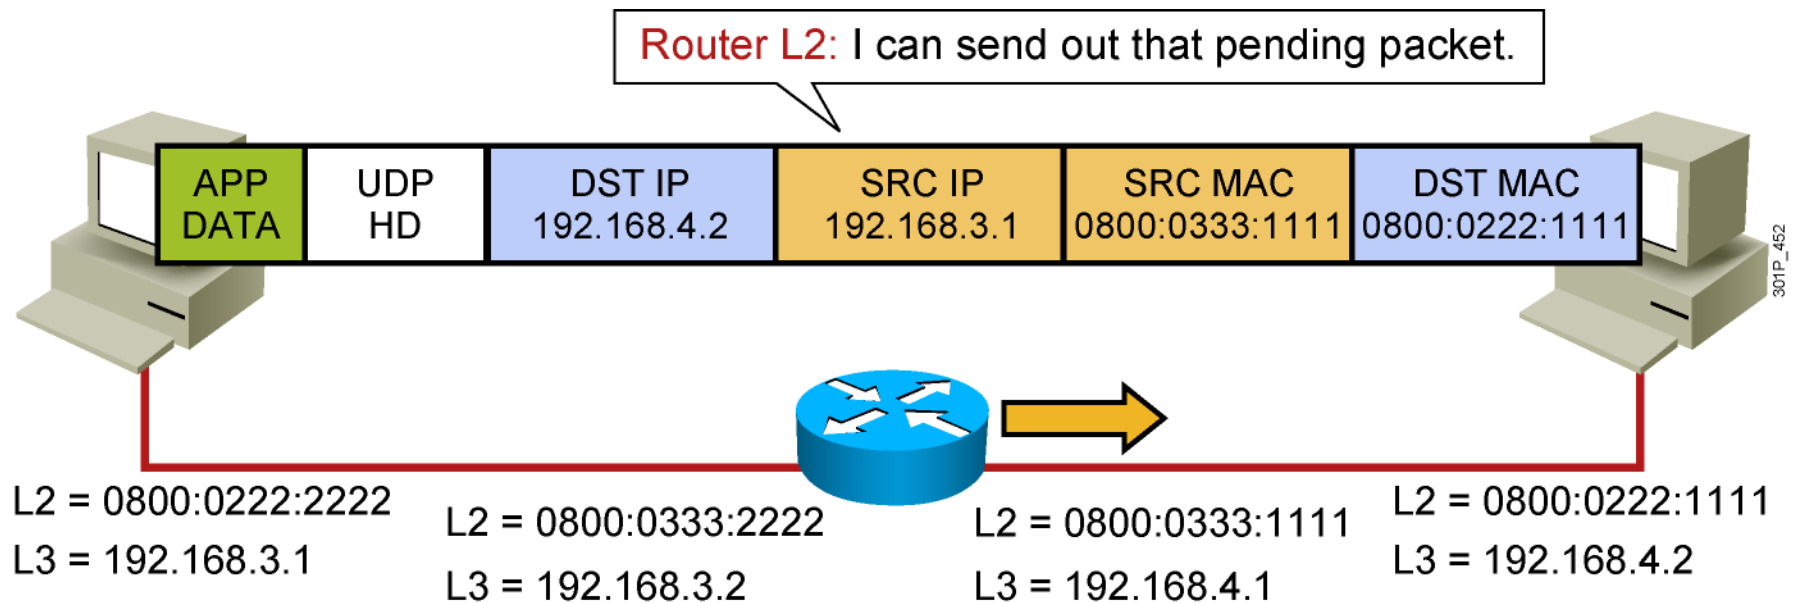 Router L2: I can send out that pending packet.
APP
DATA
UDP
HD
DST IP
192.168.4.2
SRC IP
192.168.3.1
SRC MAC
0800:0333:1111
DST MAC
0800:0222:1111
301P_452
L2 = 0800:0222:2222
L3 = 192.168.3.1
L2 = 0800:0333:2222
L3 = 192.168.3.2
L2 = 0800:0333:1111
L3 = 192.168.4.1
L2 = 0800:0222:1111
L3 = 192.168.4.2